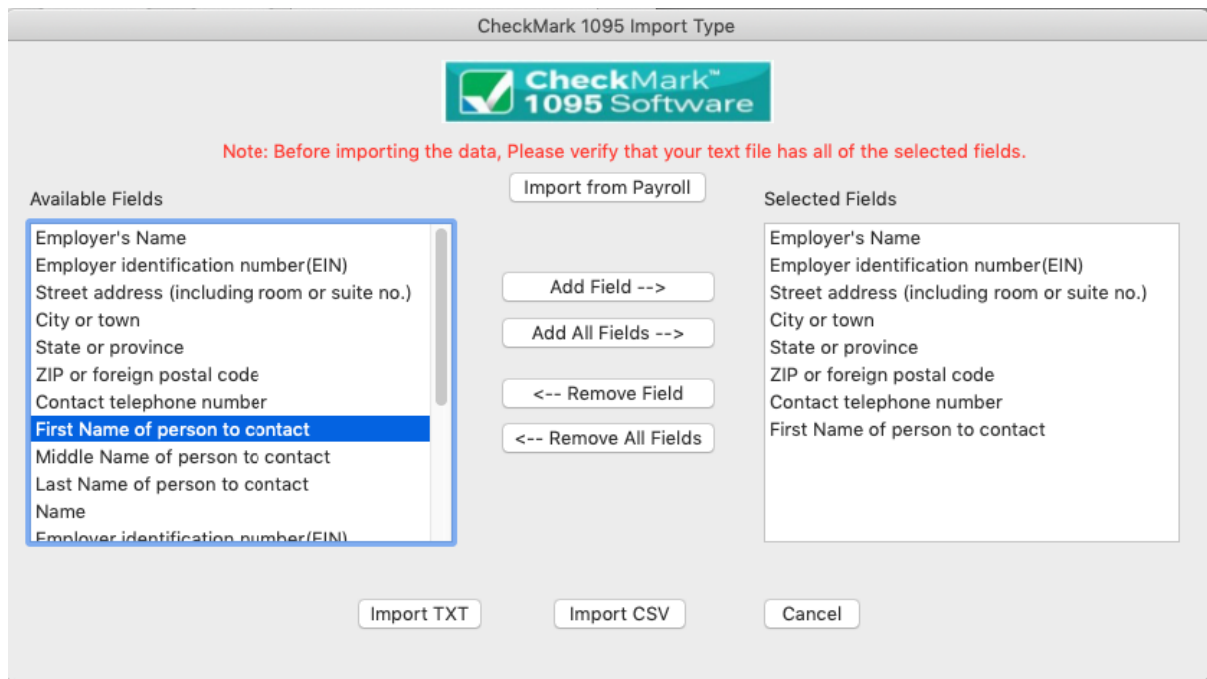 CheckMark 1095 Import Type
CheckMark™
1095 Software
Note: Before importing the data, Please verify that your text file has all of the selected fields.
Available Fields
Employer's Name
Employer identification number(EIN)
Street address (including room or suite no.)
City or town
State or province
ZIP or foreign postal code
Contact telephone number
First Name of person to contact
Middle Name of person to contact
Last Name of person to contact
Name
Employer identification number(EIN)
Import from Payroll
Add Field -->
Add All Fields -->
<-- Remove Field
<-- Remove All Fields
Selected Fields
Employer's Name
Employer identification number(EIN)
Street address (including room or suite no.)
City or town
State or province
ZIP or foreign postal code
Contact telephone number
First Name of person to contact
Import TXT
Import CSV
Cancel